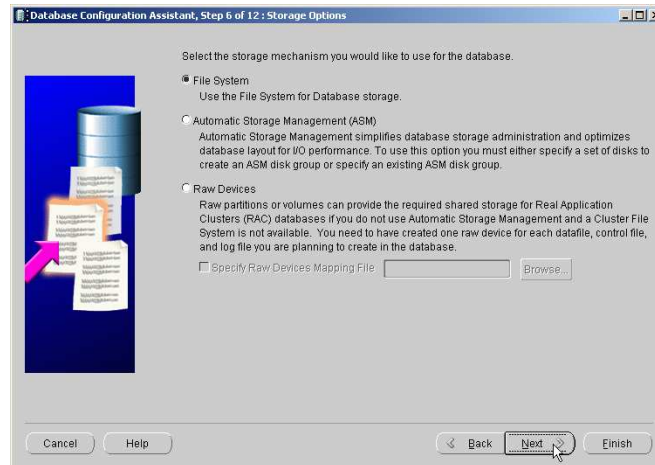 Database Configuration Assistant, Step 6 of 12 : Storage Options
Select the storage mechanism you would like to use for the database.
File System
Use the File System for Database storage.
Automatic Storage Management (ASM)
Automatic Storage Management simplifies database storage administration and optimizes
database layout for I/O performance. To use this option you must either specify a set of disks to
create an ASM disk group or specify an existing ASM disk group.
Raw Devices
Raw partitions or volumes can provide the required shared storage for Real Application
Clusters (RAC) databases if you do not use Automatic Storage Management and a Cluster File
System is not available. You need to have created one raw device for each datafile, control file,
and log file you are planning to create in the database.
Specify Raw Devices Mapping File
Browse...
Cancel
Help
Back
Next
Finish